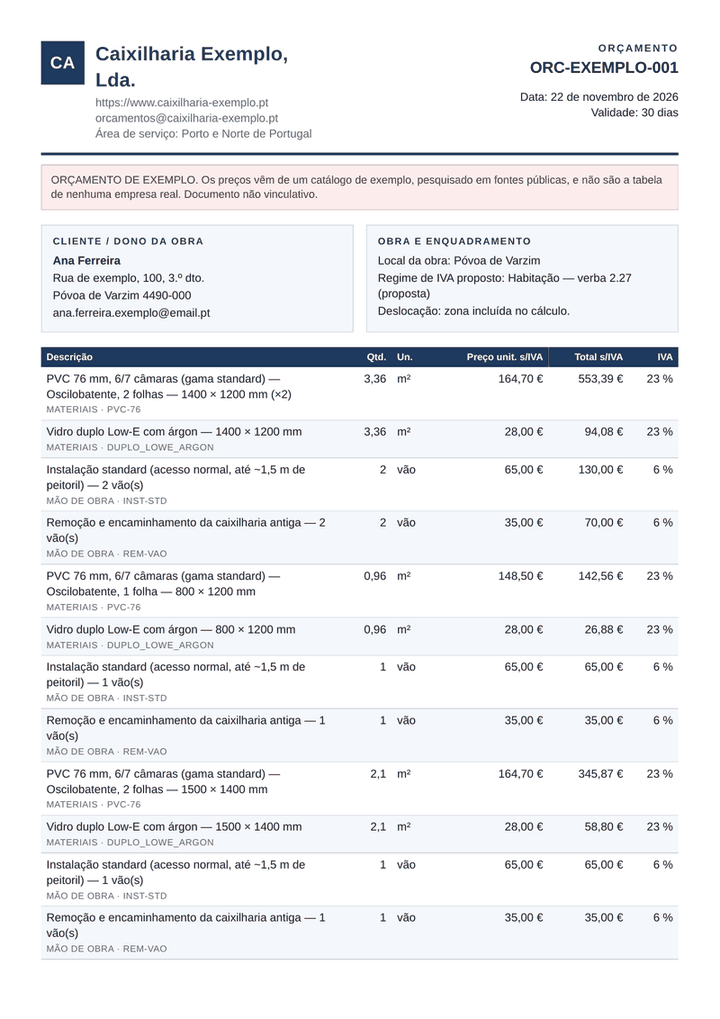 CA
Caixilharia Exemplo,
Lda.
https://www.caixilharia-exemplo.pt
orcamentos@caixilharia-exemplo.pt
Área de serviço: Porto e Norte de Portugal
ORÇAMENTO
ORC-EXEMPLO-001
Data: 22 de novembro de 2026
Validade: 30 dias
ORÇAMENTO DE EXEMPLO. Os preços vêm de um catálogo de exemplo, pesquisado em fontes públicas, e não são a tabela
de nenhuma empresa real. Documento não vinculativo.
CLIENTE / DONO DA OBRA
Ana Ferreira
Rua de exemplo, 100, 3.º dto.
Póvoa de Varzim 4490-000
ana.ferreira.exemplo@email.pt
OBRA E ENQUADRAMENTO
Local da obra: Póvoa de Varzim
Regime de IVA proposto: Habitação — verba 2.27
(proposta)
Deslocação: zona incluída no cálculo.
Descrição Qtd. Un. Preço unit. s/IVA Total s/IVA IVA
PVC 76 mm, 6/7 câmaras (gama standard) — 3,36 m² 164,70 € 553,39 € 23 %
Oscilobatente, 2 folhas — 1400 × 1200 mm (×2)
MATERIAIS · PVC-76
Vidro duplo Low-E com árgon — 1400 × 1200 mm 3,36 m² 28,00 € 94,08 € 23 %
MATERIAIS · DUPLO_LOWE_ARGON
Instalação standard (acesso normal, até ~1,5 m de 2 vão 65,00 € 130,00 € 6 %
peitoril) — 2 vão(s)
MÃO DE OBRA · INST-STD
Remoção e encaminhamento da caixilharia antiga — 2 2 vão 35,00 € 70,00 € 6 %
vão(s)
MÃO DE OBRA · REM-VAO
PVC 76 mm, 6/7 câmaras (gama standard) — 0,96 m² 148,50 € 142,56 € 23 %
Oscilobatente, 1 folha — 800 × 1200 mm
MATERIAIS · PVC-76
Vidro duplo Low-E com árgon — 800 × 1200 mm 0,96 m² 28,00 € 26,88 € 23 %
MATERIAIS · DUPLO_LOWE_ARGON
Instalação standard (acesso normal, até ~1,5 m de 1 vão 65,00 € 65,00 € 6 %
peitoril) — 1 vão(s)
MÃO DE OBRA · INST-STD
Remoção e encaminhamento da caixilharia antiga — 1 1 vão 35,00 € 35,00 € 6 %
vão(s)
MÃO DE OBRA · REM-VAO
PVC 76 mm, 6/7 câmaras (gama standard) — 2,1 m² 164,70 € 345,87 € 23 %
Oscilobatente, 2 folhas — 1500 × 1400 mm
MATERIAIS · PVC-76
Vidro duplo Low-E com árgon — 1500 × 1400 mm 2,1 m² 28,00 € 58,80 € 23 %
MATERIAIS · DUPLO_LOWE_ARGON
Instalação standard (acesso normal, até ~1,5 m de 1 vão 65,00 € 65,00 € 6 %
peitoril) — 1 vão(s)
MÃO DE OBRA · INST-STD
Remoção e encaminhamento da caixilharia antiga — 1 1 vão 35,00 € 35,00 € 6 %
vão(s)
MÃO DE OBRA · REM-VAO